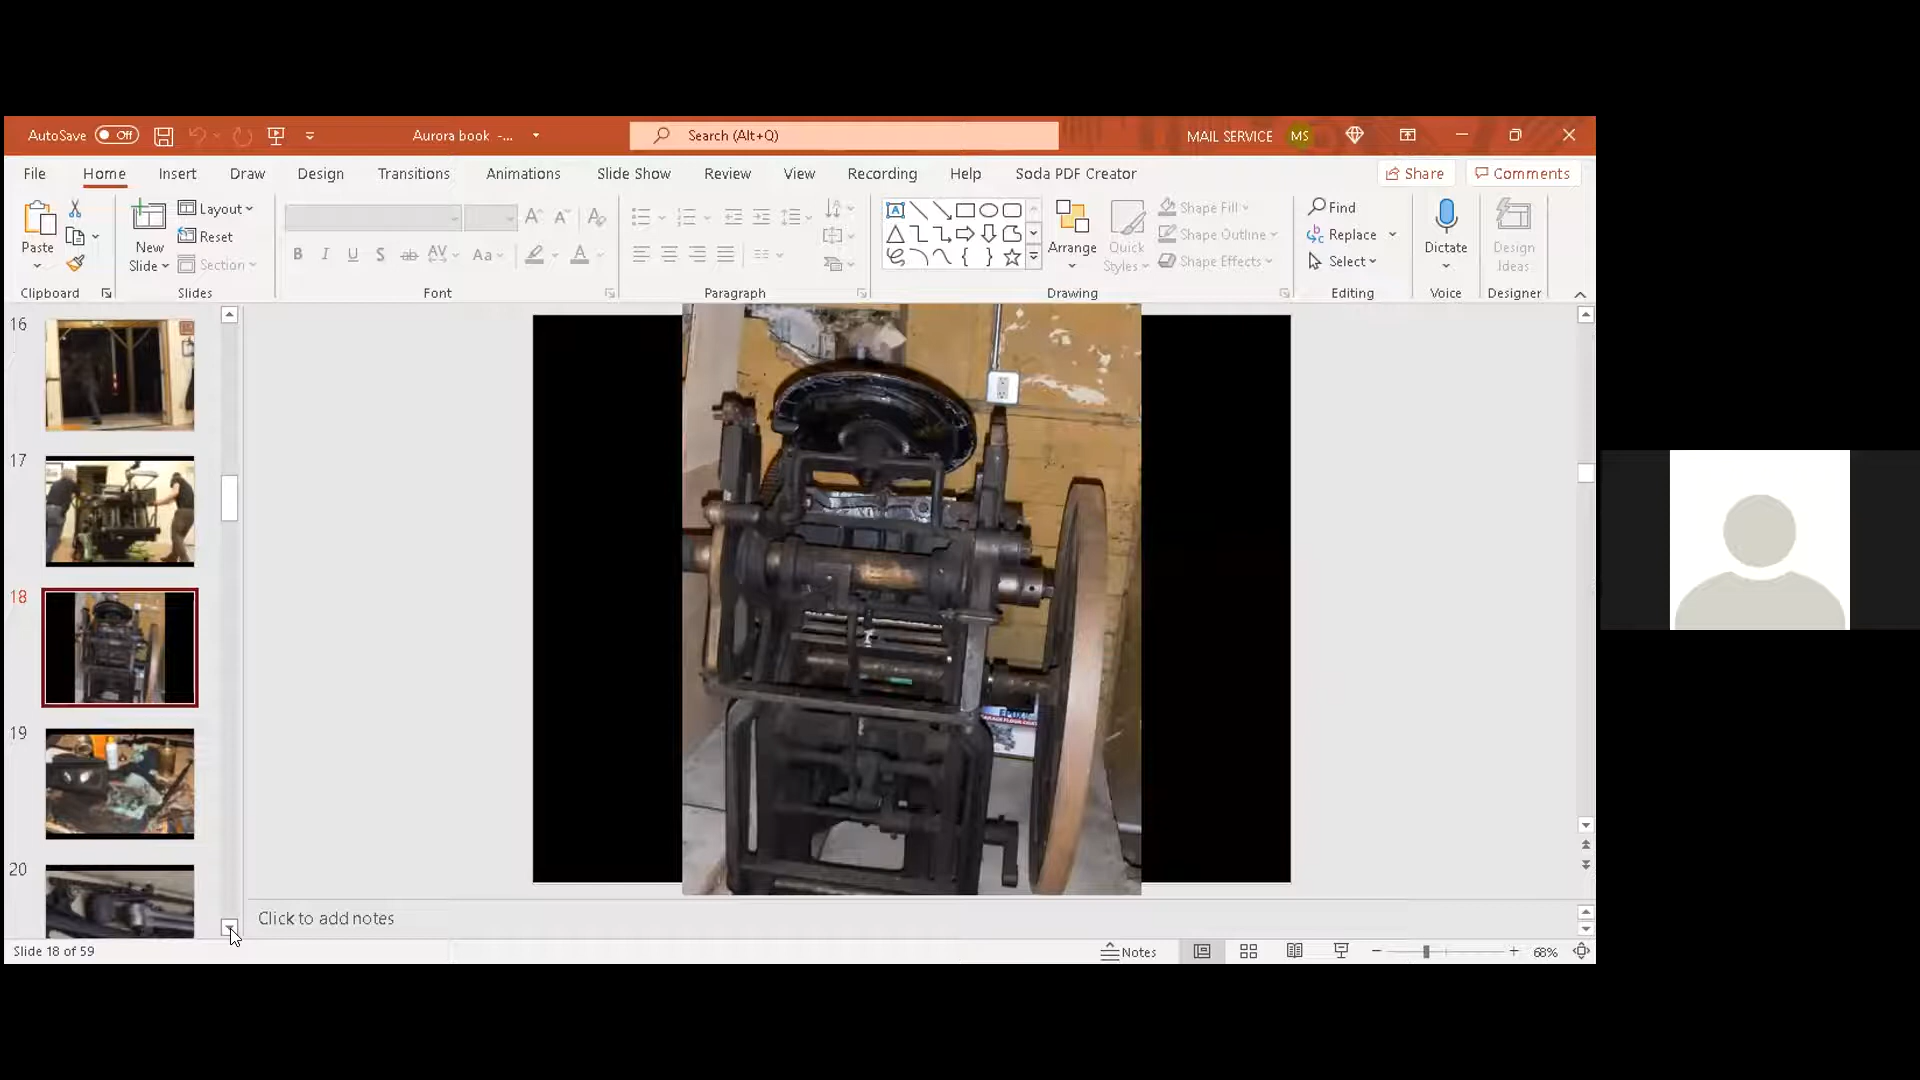 AutoSave Off Aurora book -... Search (Alt+Q) MAIL SERVICE MS
File Home Insert Draw Design Transitions Animations Slide Show Review View Recording Help Soda PDF Creator Share Comments
Paste
New
Slide
Layout
Reset
Section
B I U S ab AV Aa A
Arrange
Quick
Styles
Shape Fill
Shape Outline
Shape Effects
Find
Replace
Select
Dictate
Design
Ideas
Clipboard Slides Font Paragraph Drawing Editing Voice Designer
16
17
18
19
20
Click to add notes
Slide 18 of 59 Notes 68%